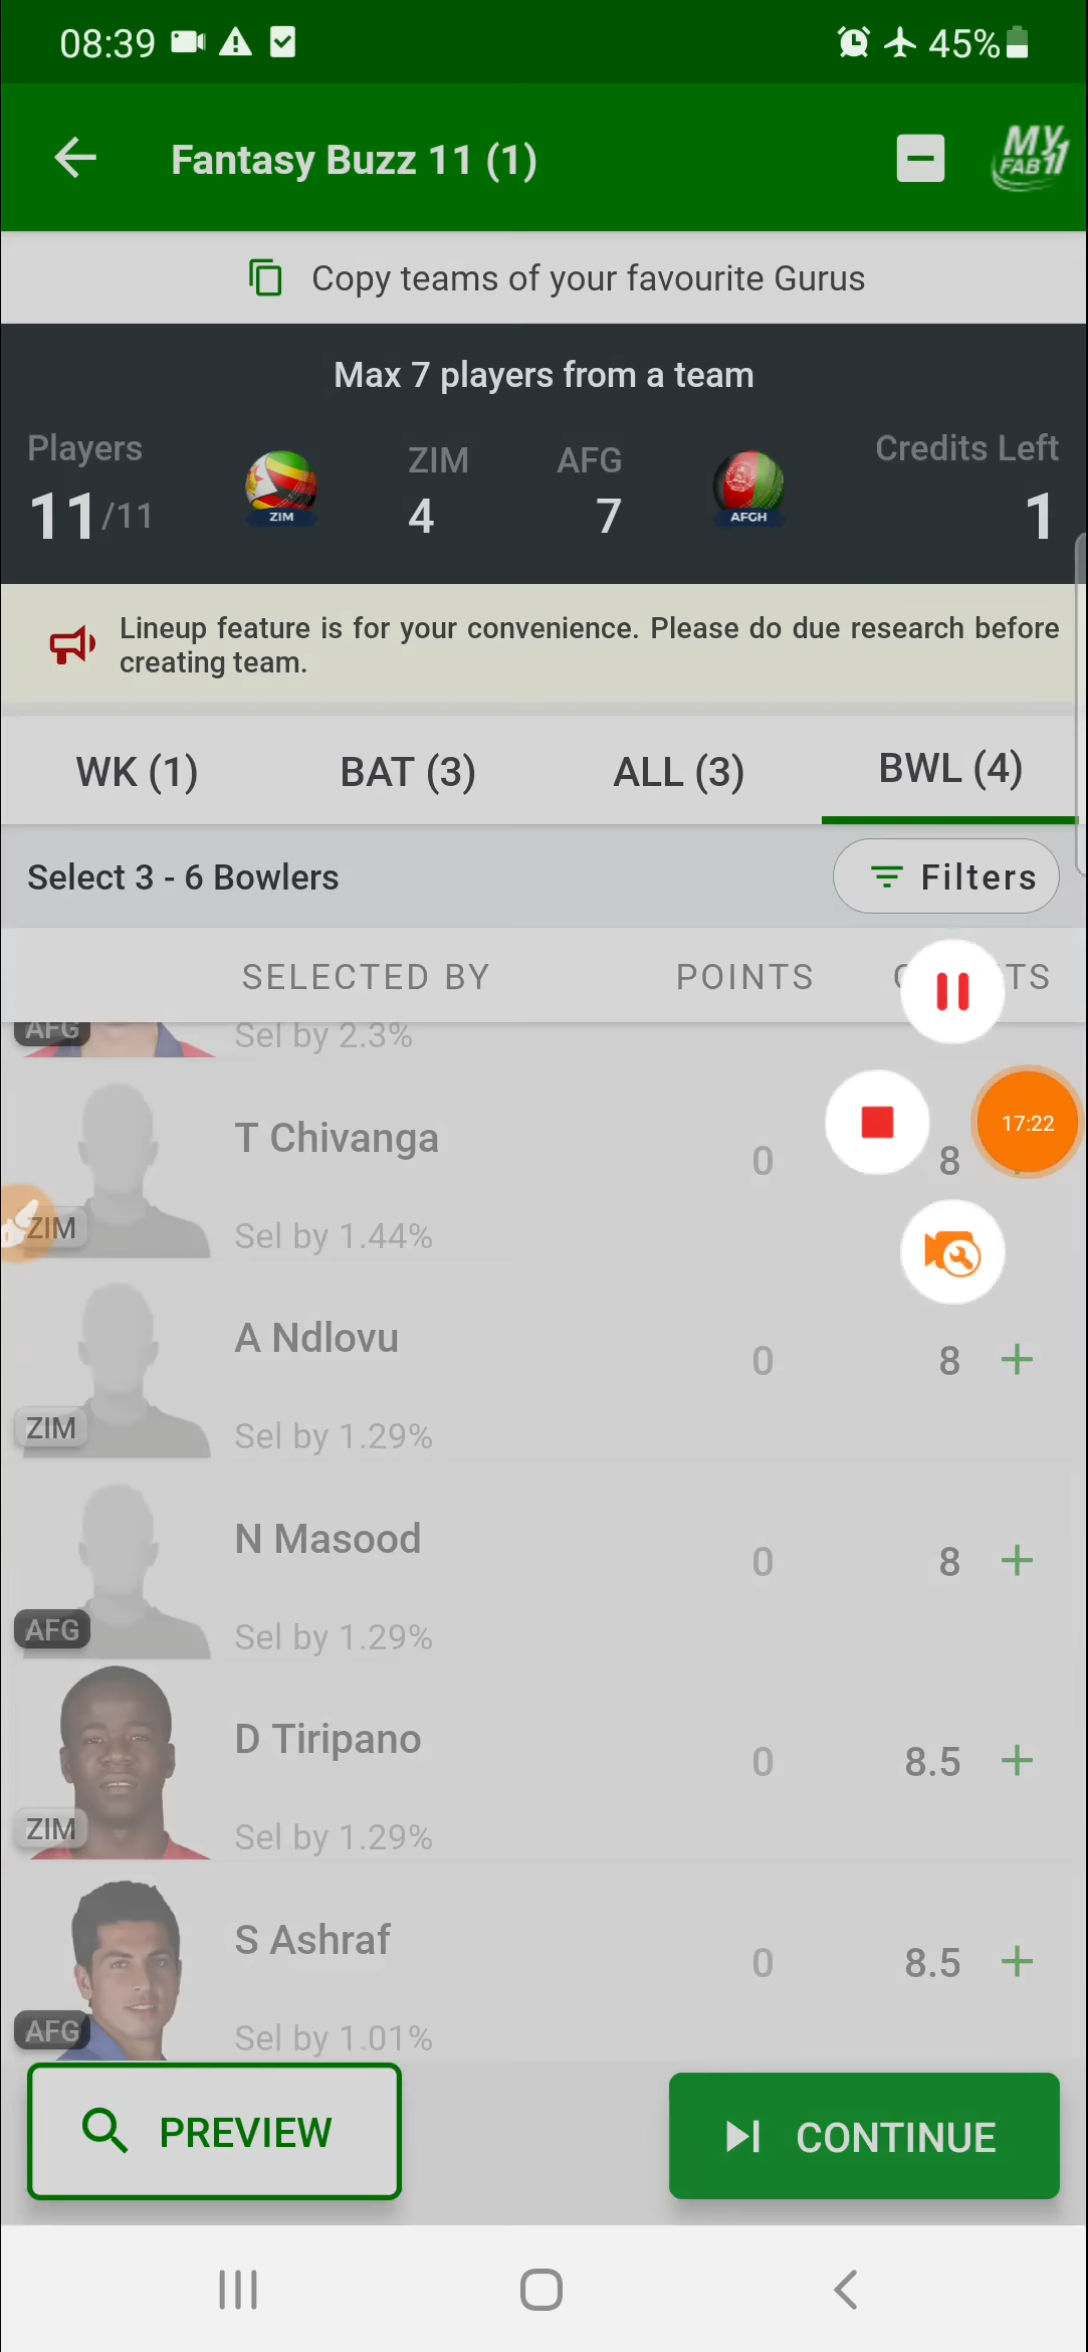 08:39
45%
Fantasy Buzz 11 (1)
MY
FAB11
Copy teams of your favourite Gurus
Max 7 players from a team
Players
11/11
ZIM
ZIM
4
AFG
7
AFGH
Credits Left
1
Lineup feature is for your convenience. Please do due research before
creating team.
WK (1)
BAT (3)
ALL (3)
BWL (4)
Select 3 - 6 Bowlers
Filters
SELECTED BY
POINTS
AFG
Sel by 2.3%
T Chivanga
0
8
17:22
ZIM
Sel by 1.44%
A Ndlovu
0
8
+
ZIM
Sel by 1.29%
N Masood
0
8
+
AFG
Sel by 1.29%
D Tiripano
0
8.5
+
ZIM
Sel by 1.29%
S Ashraf
0
8.5
+
AFG
Sel by 1.01%
PREVIEW
CONTINUE